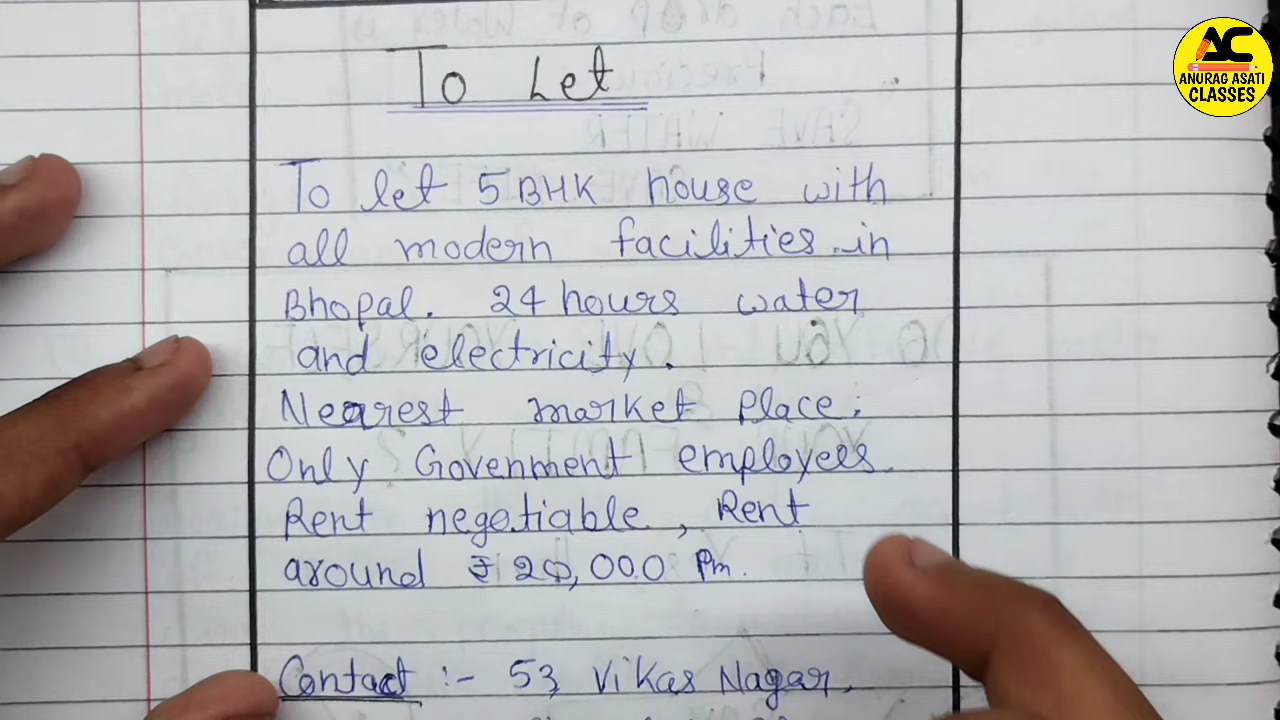 To Let
To let 5 BHK house with
all modern facilities in
Bhopal. 24 hours water
and electricity.
Nearest market place.
Only Govenment employees.
Rent negotiable, Rent
around ₹ 20,000 Pm.
Contact :- 53, Vikas Nagar,
AC
ANURAG ASATI
CLASSES